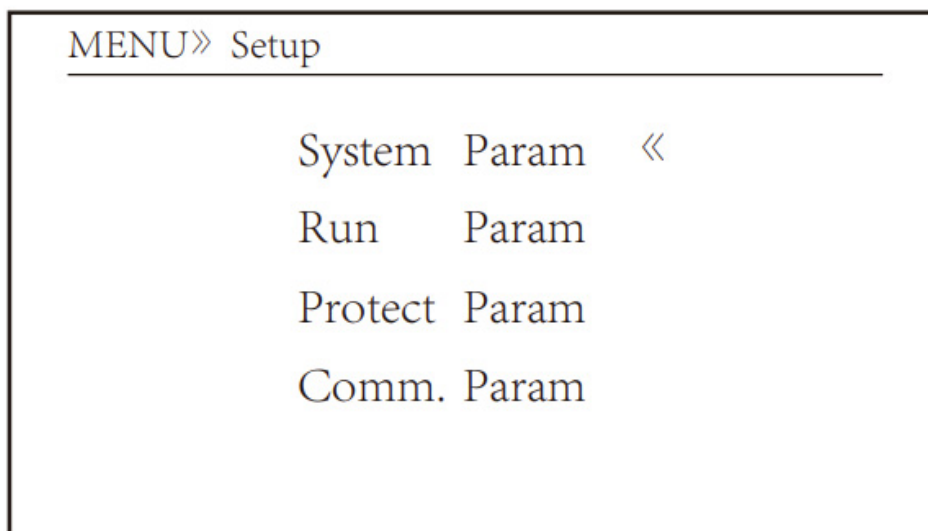 MENU》 Setup
System Param 《
Run Param
Protect Param
Comm. Param